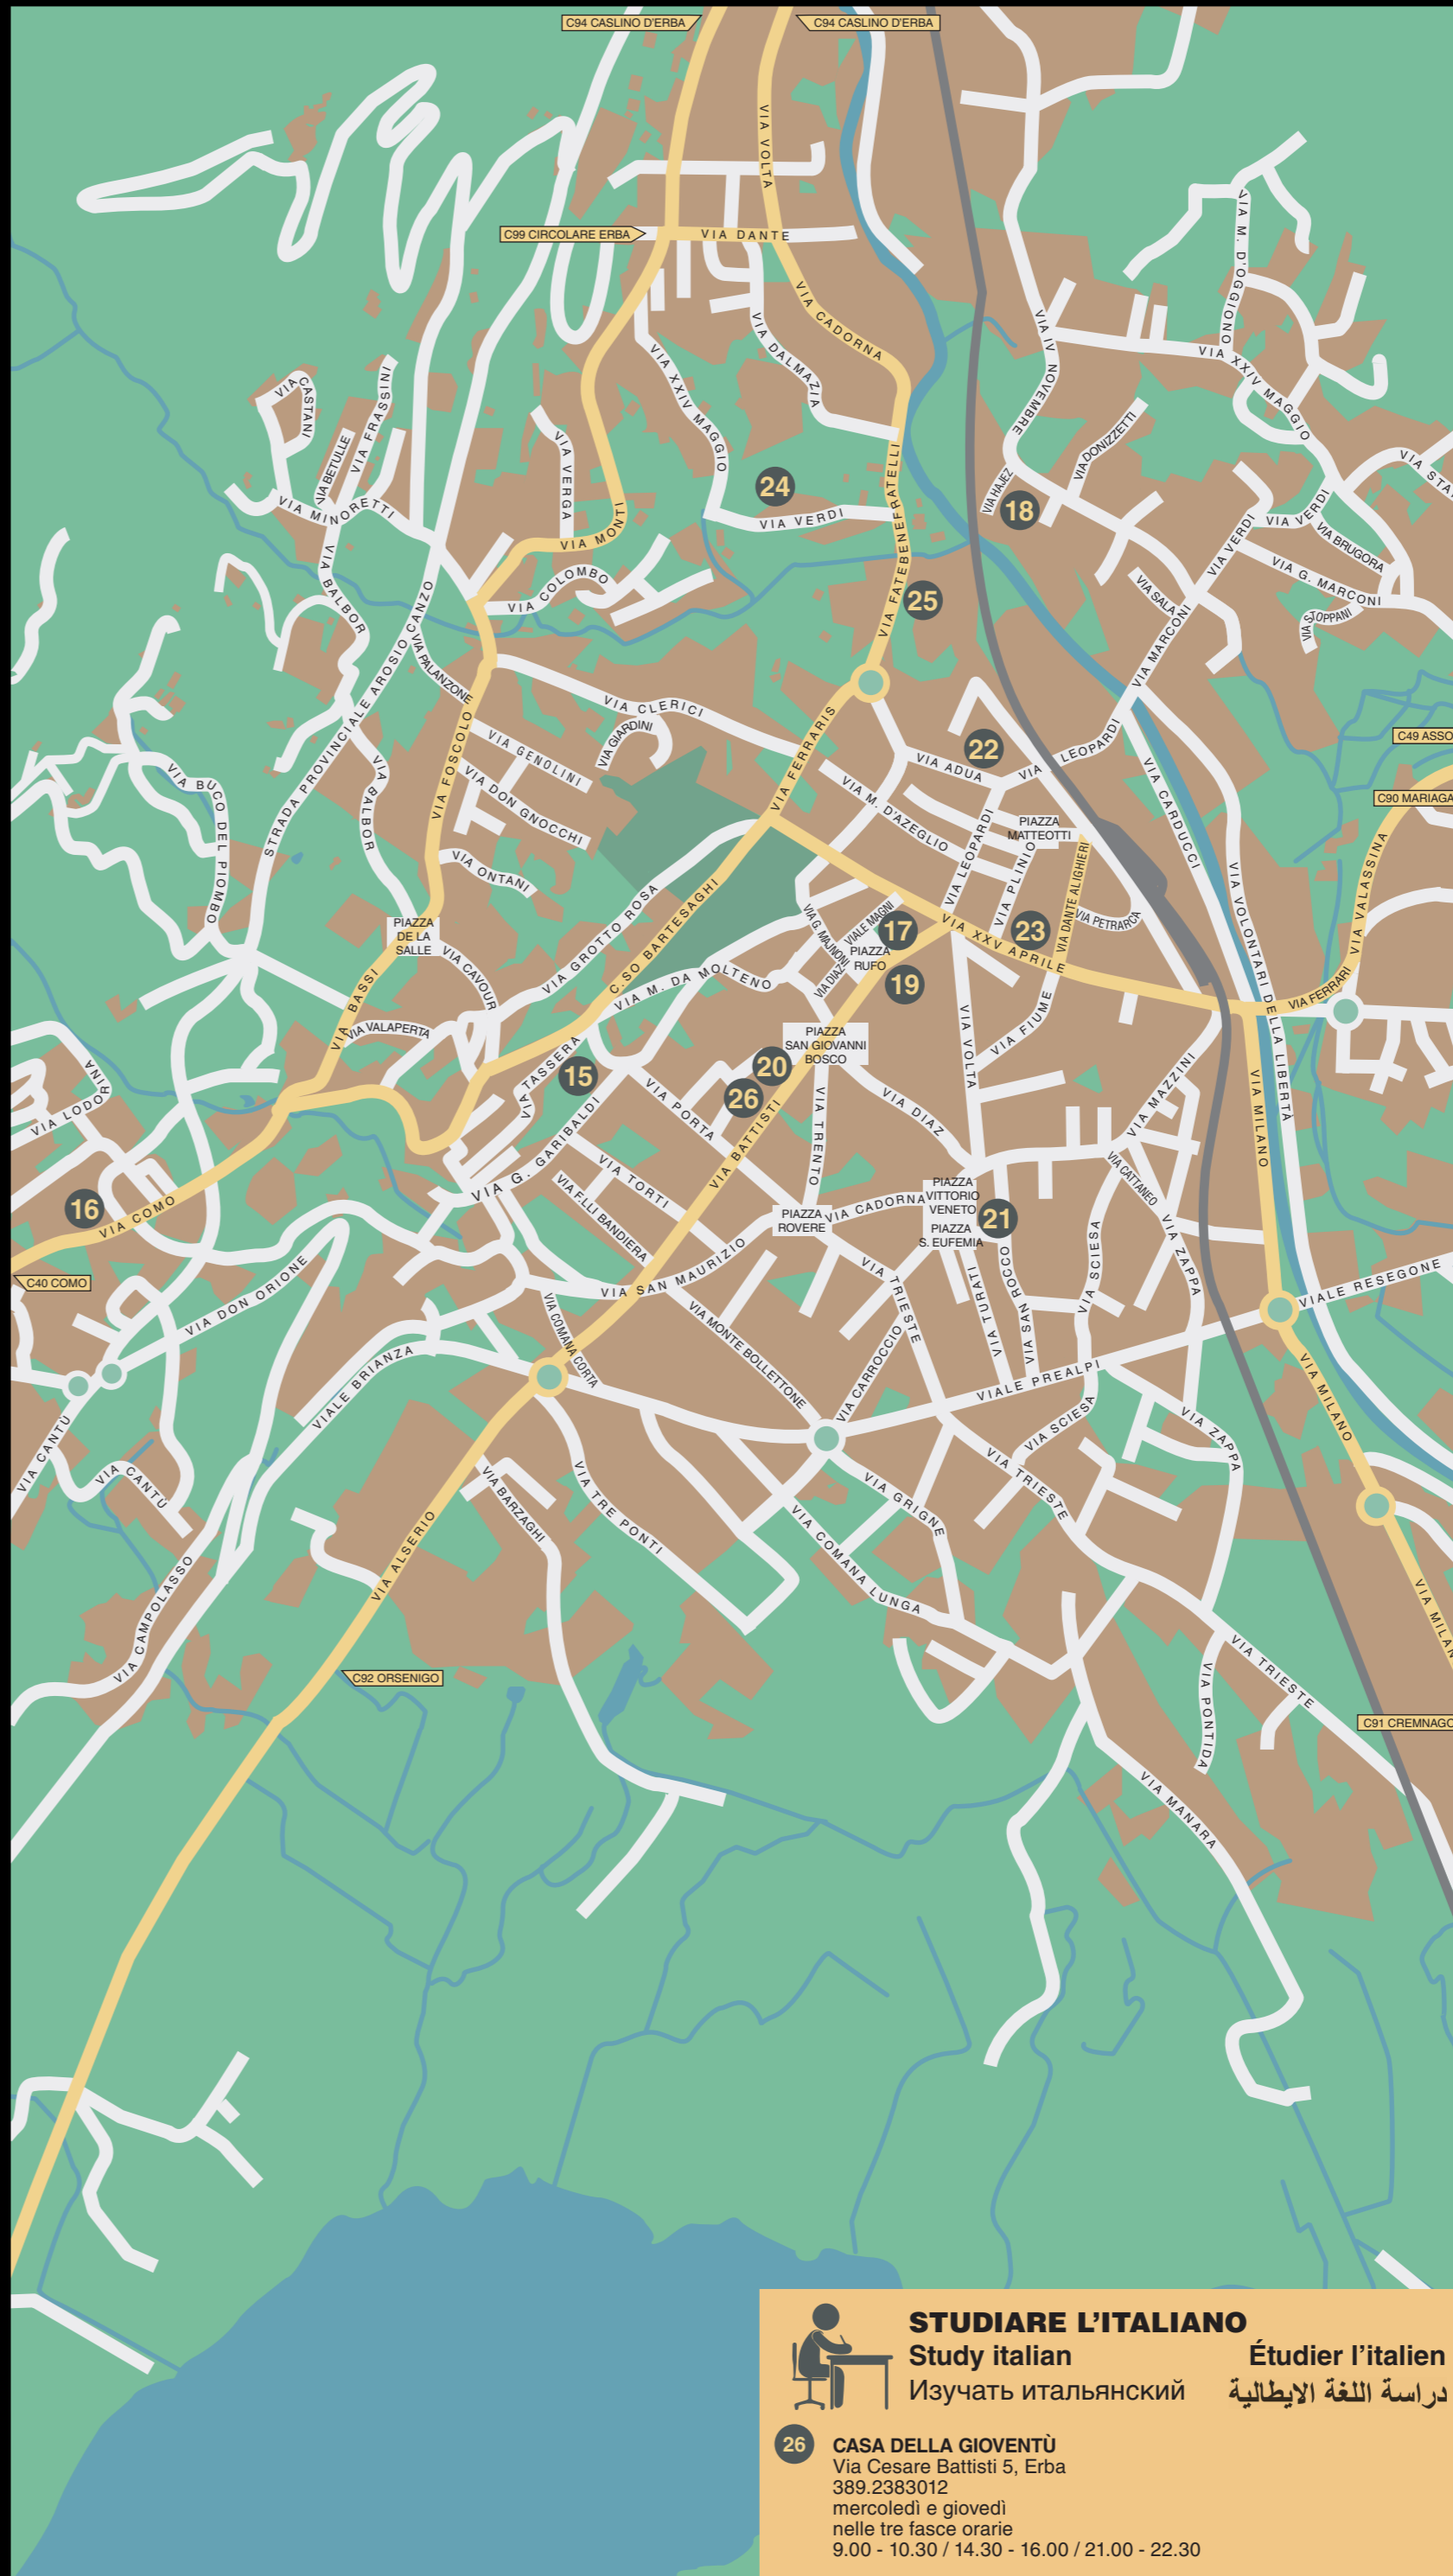 C94 CASLINO D'ERBA
C94 CASLINO D'ERBA
VIA VOLTA
C99 CIRCOLARE ERBA
VIA DANTE
VIA M. D'OGGIONO
VIA CADORNA
VIA DALMAZIA
VIA XXIV MAGGIO
VIA IV NOVEMBRE
VIA XXIV MAGGIO
VIA CASTANI
VIA BETULLE
VIA FRASSINI
VIA VERGA
VIA DONIZZETTI
VIA HAJEZ
VIA MINORETTI
VIA MONTI
24
VIA VERDI
VIA FATEBENEFRATELLI
18
VIA VERDI
VIA VERDI
VIA BRUGORA
VIA G. MARCONI
VIA STOPPANI
VIA BALBOR
VIA COLOMBO
25
VIA SALA
VIA MARCONI
STRADA PROVINCIALE AROSIO CANZO
VIA PALANZONE
VIA CLERICI
VIA GIARDINI
VIA FOSCOLO
VIA GENOLINI
VIA DON GNOCCHI
VIA FERRARIS
22
VIA ADUA
VIA LEOPARDI
C49 ASSO
C90 MARIAGA
VIA BUCO DEL PIOMBO
VIA BALBOR
VIA ONTANI
VIA M. D'AZEGLIO
VIA LEOPARDI
PIAZZA
MATTEOTTI
VIA PLINIO
VIA DANTE ALIGHIERI
VIA PETRARCA
VIA CARDUCCI
VIA VOLONTARI DELLA LIBERTÀ
VIA VALASSINA
PIAZZA
DE LA
SALLE
VIA CAVOUR
VIA GROTTO ROSA
C.SO BARTESAGHI
VIA M. DA MOLTENO
VIA G. MAJNONI
VIALE MAGNI
VIA DIAZ
17
PIAZZA
RUFO
19
23
VIA XXV APRILE
VIA FERRARI
VIA BASSI
VIA VALAPERTA
VIA TASSERA
15
PIAZZA
SAN GIOVANNI
BOSCO
20
26
VIA VOLTA
VIA FIUME
VIA LODORINA
VIA PORTA
VIA BATTISTI
VIA TRENTO
VIA DIAZ
VIA MAZZINI
VIA MILANO
16
VIA COMO
VIA G. GARIBALDI
VIA TORTI
VIA F.LLI BANDIERA
PIAZZA
ROVERE
VIA CADORNA
PIAZZA
VITTORIO
VENETO
PIAZZA
S. EUFEMIA
21
VIA CATTANEO
VIA ZAPPA
C40 COMO
VIA DON ORIONE
VIA SAN MAURIZIO
VIA TRIESTE
VIA TURATI
VIA SAN ROCCO
VIA SCIESA
VIALE RESEGONE
VIALE BRIANZA
VIA COMANA CORTA
VIA MONTE BOLLETTONE
VIA CARROCCIO
VIALE PREALPI
VIA MILANO
VIA CANTÙ
VIA CANTÙ
VIA SCIESA
VIA ZAPPA
VIA BARZAGHI
VIA TRE PONTI
VIA GRIGNE
VIA TRIESTE
VIA COMANA LUNGA
VIA ALSERIO
VIA CAMPOLASSO
C92 ORSENIGO
VIA TRIESTE
VIA PONTIDA
C91 CREMNAGO
VIA MANARA
STUDIARE L'ITALIANO
Study italian
Étudier l'italien
Изучать итальянский
دراسة اللغة الايطالية
26
CASA DELLA GIOVENTÙ
Via Cesare Battisti 5, Erba
389.2383012
mercoledì e giovedì
nelle tre fasce orarie
9.00 - 10.30 / 14.30 - 16.00 / 21.00 - 22.30